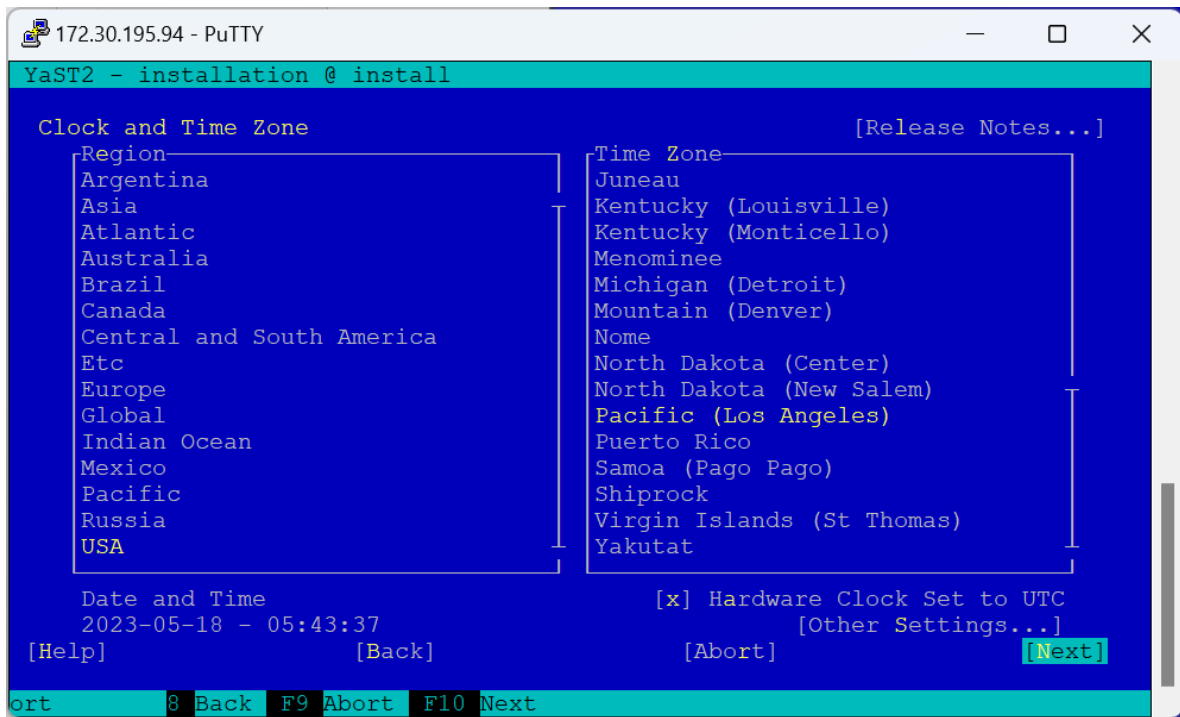 172.30.195.94 - PuTTY
YaST2 - installation @ install
Clock and Time Zone [Release Notes...]
Region
Argentina
Asia
Atlantic
Australia
Brazil
Canada
Central and South America
Etc
Europe
Global
Indian Ocean
Mexico
Pacific
Russia
USA
Time Zone
Juneau
Kentucky (Louisville)
Kentucky (Monticello)
Menominee
Michigan (Detroit)
Mountain (Denver)
Nome
North Dakota (Center)
North Dakota (New Salem)
Pacific (Los Angeles)
Puerto Rico
Samoa (Pago Pago)
Shiprock
Virgin Islands (St Thomas)
Yakutat
Date and Time [x] Hardware Clock Set to UTC
2023-05-18 - 05:43:37 [Other Settings...]
[Help] [Back] [Abort] [Next]
ort 8 Back F9 Abort F10 Next